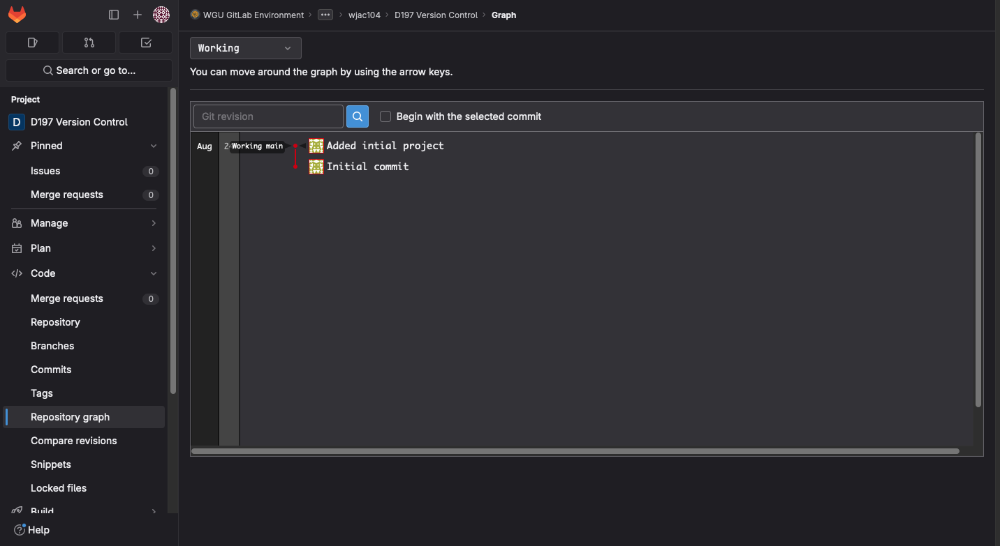 WGU GitLab Environment > ... > wjac104 > D197 Version Control > Graph
Search or go to...
Project
D D197 Version Control
Pinned
Issues 0
Merge requests 0
Manage
Plan
Code
Merge requests 0
Repository
Branches
Commits
Tags
Repository graph
Compare revisions
Snippets
Locked files
Build
Help
Working
You can move around the graph by using the arrow keys.
Git revision
Begin with the selected commit
Aug Working main Added intial project
Initial commit